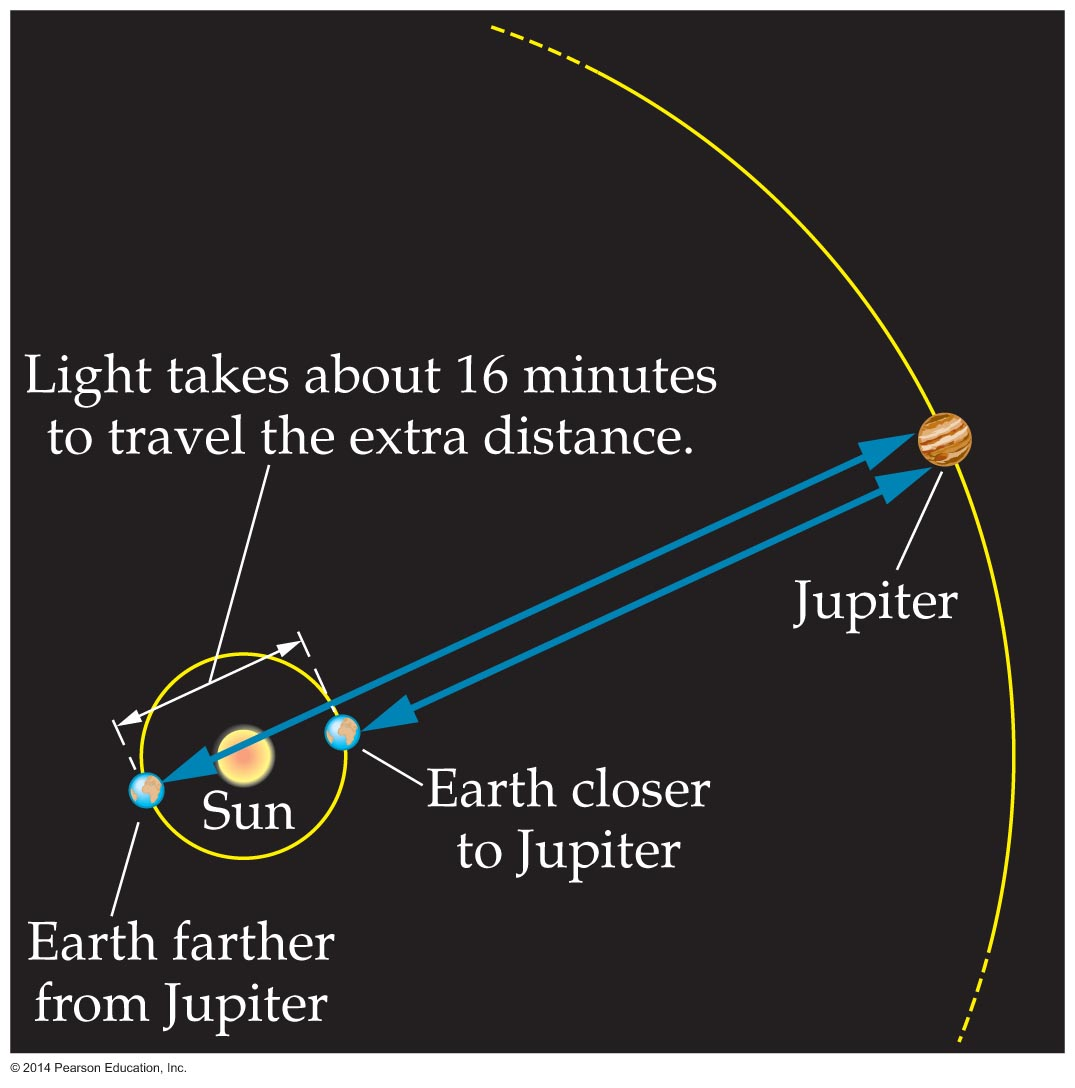 Light takes about 16 minutes
to travel the extra distance.
Jupiter
Sun
Earth closer
to Jupiter
Earth farther
from Jupiter
© 2014 Pearson Education, Inc.